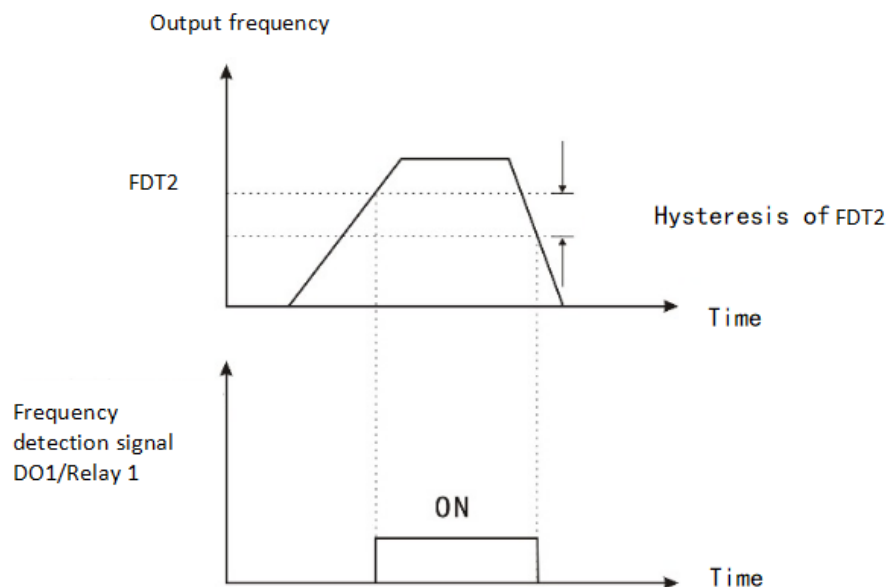 Output frequency
FDT2
Hysteresis of FDT2
Time
Frequency
detection signal
DO1/Relay 1
ON
Time